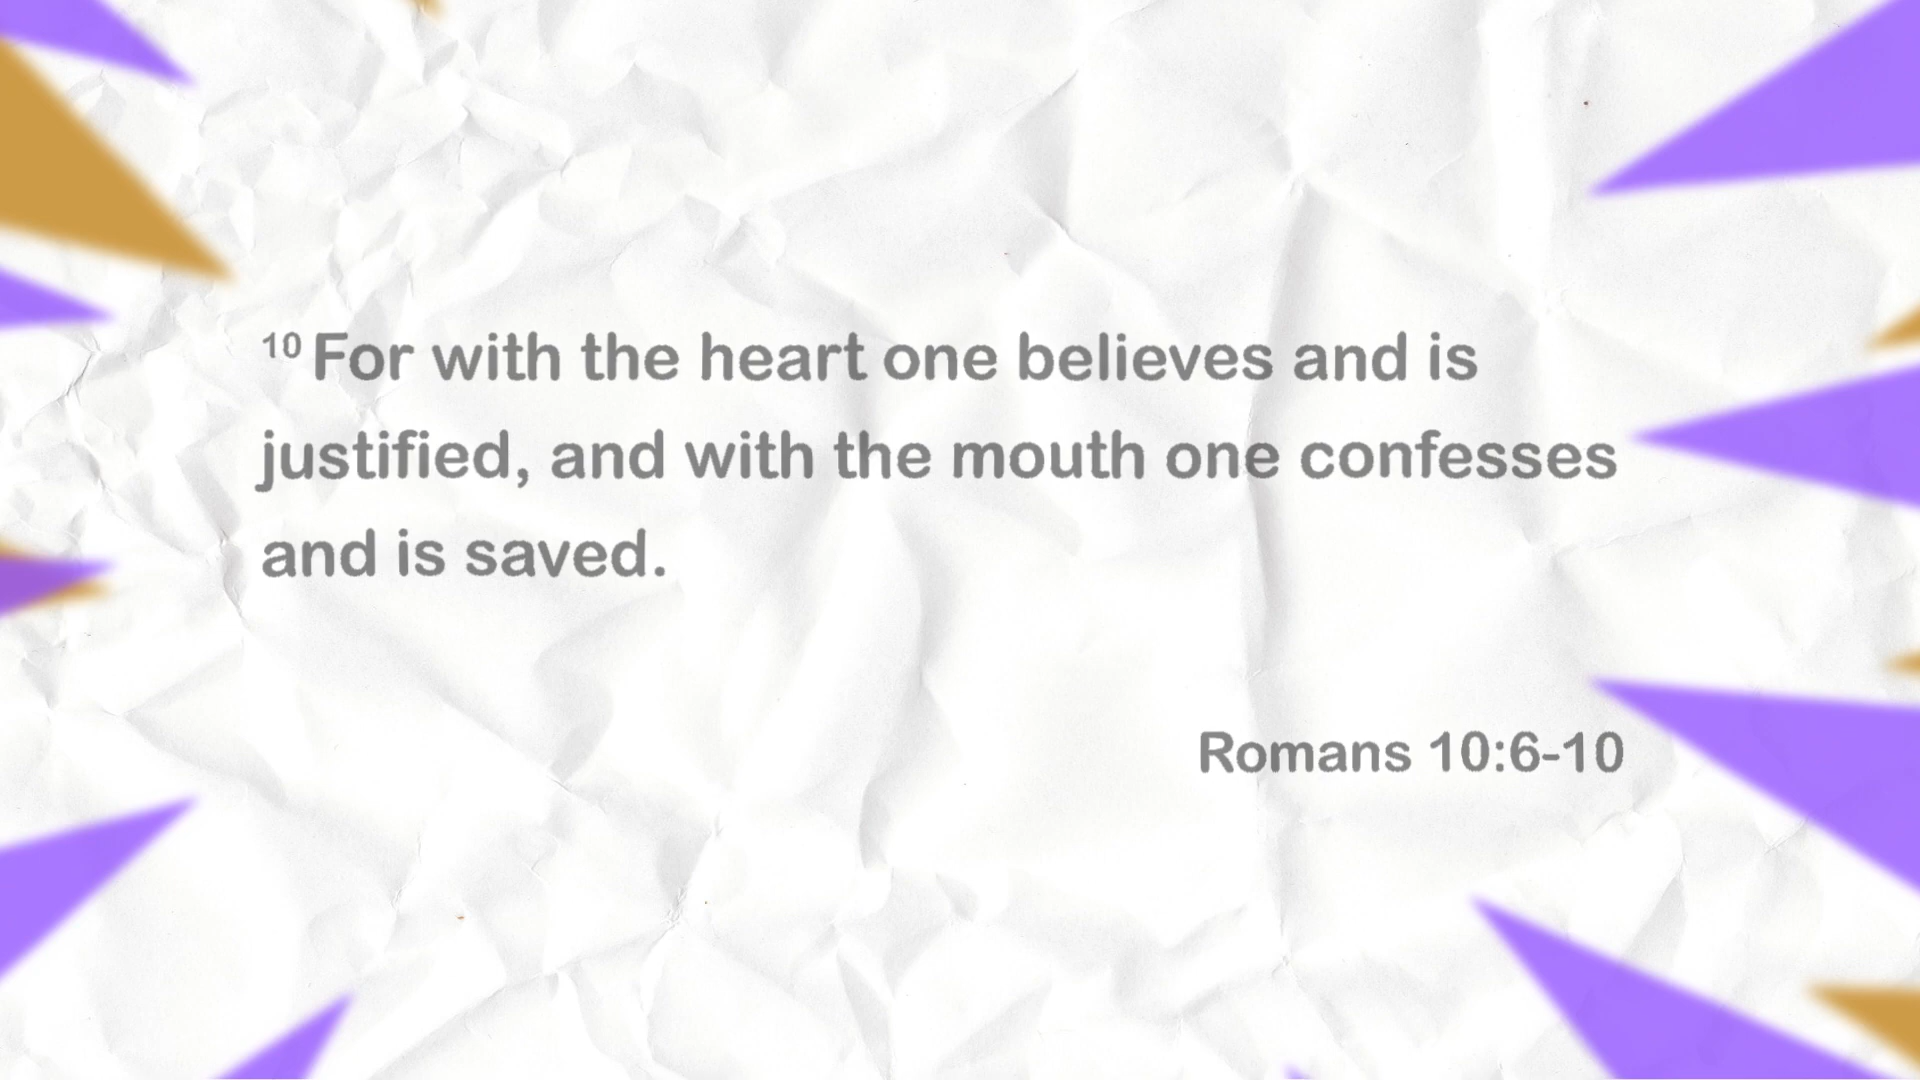 10 For with the heart one believes and is
justified, and with the mouth one confesses
and is saved.
Romans 10:6-10